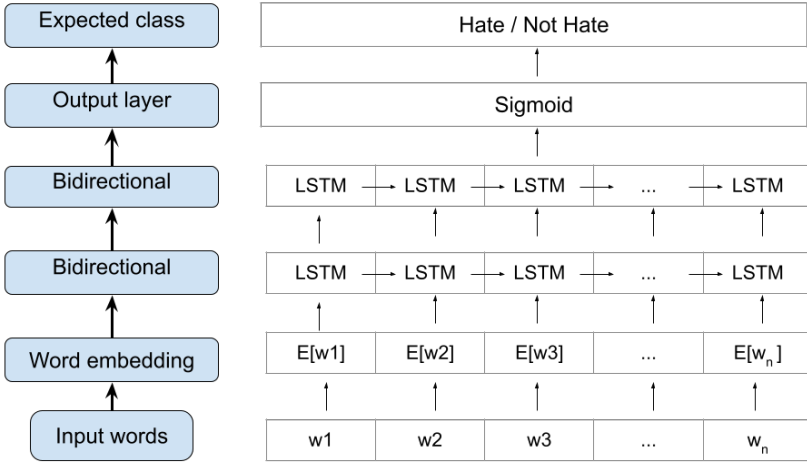 Expected class
Hate / Not Hate
Output layer
Sigmoid
Bidirectional
LSTM LSTM LSTM ... LSTM
Bidirectional
LSTM LSTM LSTM ... LSTM
Word embedding
E[w1] E[w2] E[w3] ... E[wn]
Input words
w1 w2 w3 ... wn